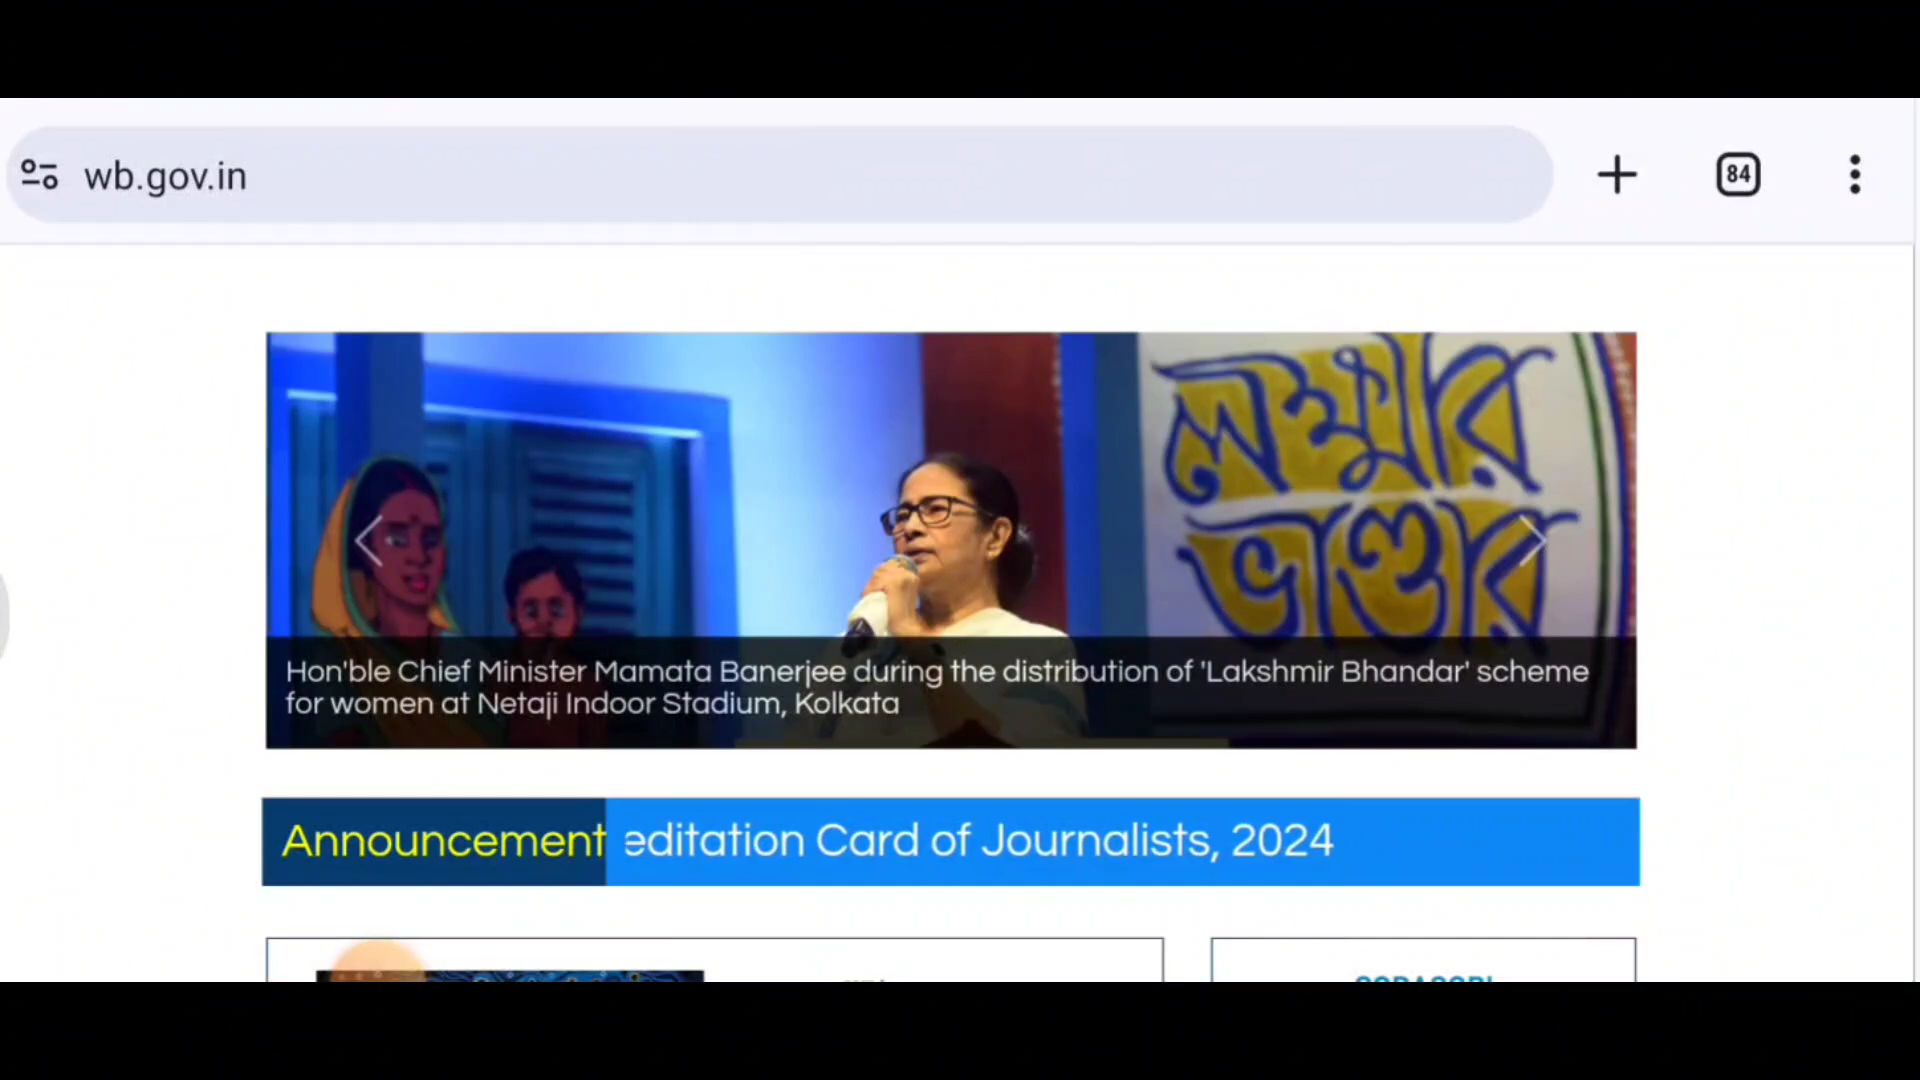 wb.gov.in
84
লক্ষ্মীর
ভাণ্ডার
Hon'ble Chief Minister Mamata Banerjee during the distribution of 'Lakshmir Bhandar' scheme
for women at Netaji Indoor Stadium, Kolkata
Announcement editation Card of Journalists, 2024